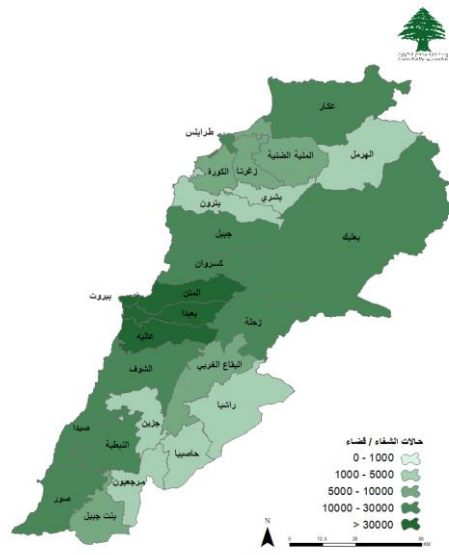 عكار
طرابلس
المنية الضنية
الهرمل
زغرتا
الكورة
بشري
بترون
بعلبك
جبيل
كسروان
المتن
بيروت
بعبدا
زحلة
عاليه
البقاع الغربي
الشوف
راشيا
جزين
صيدا
حاصبيا
النبطية
مرجعيون
صور
بنت جبيل
حالات الشفاء / قضاء
0 - 1000
1000 - 5000
5000 - 10000
10000 - 30000
> 30000
N